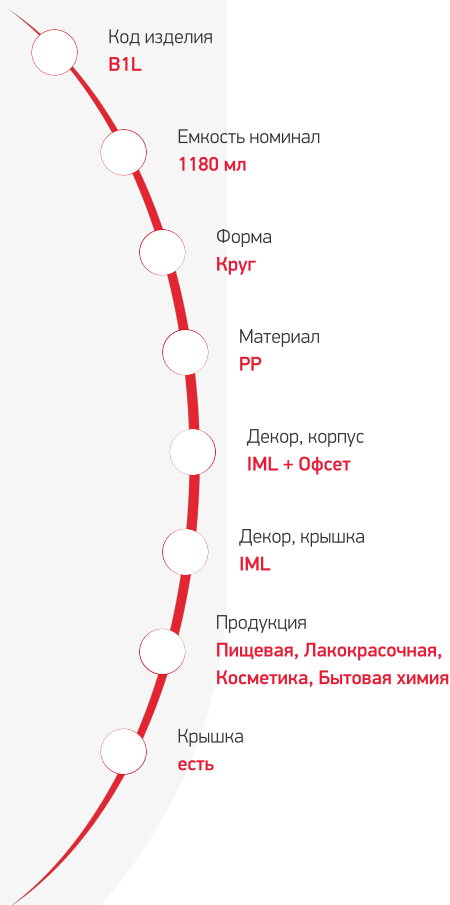 Код изделия
B1L
Емкость номинал
1180 мл
Форма
Круг
Материал
PP
Декор, корпус
IML + Офсет
Декор, крышка
IML
Продукция
Пищевая, Лакокрасочная,
Косметика, Бытовая химия
Крышка
есть